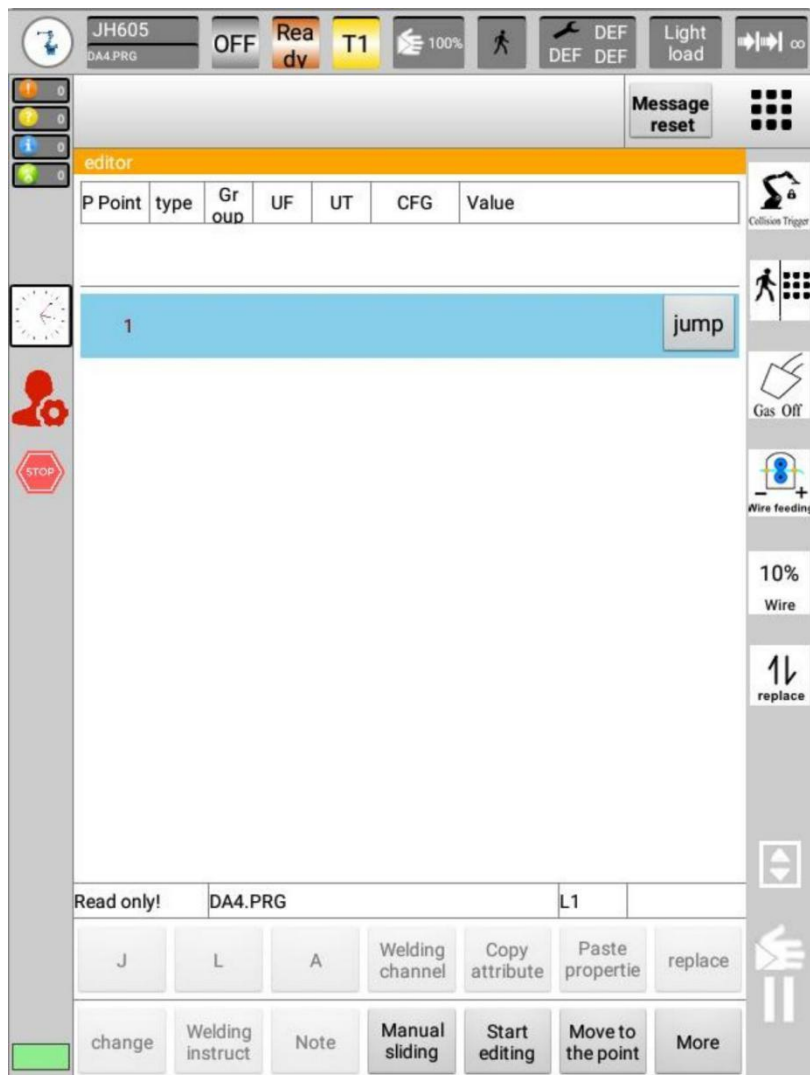 JH605
DA4.PRG
OFF
Rea
dy
T1
100%
DEF
DEF DEF
Light
load
∞
0
0
0
0
Message
reset
editor
P Point type Gr
oup UF UT CFG Value
1 jump
Collision Trigger
Gas Off
STOP
- +
Wire feeding
10%
Wire
replace
Read only! DA4.PRG L1
J L A Welding
channel Copy
attribute Paste
propertie replace
change Welding
instruct Note Manual
sliding Start
editing Move to
the point More